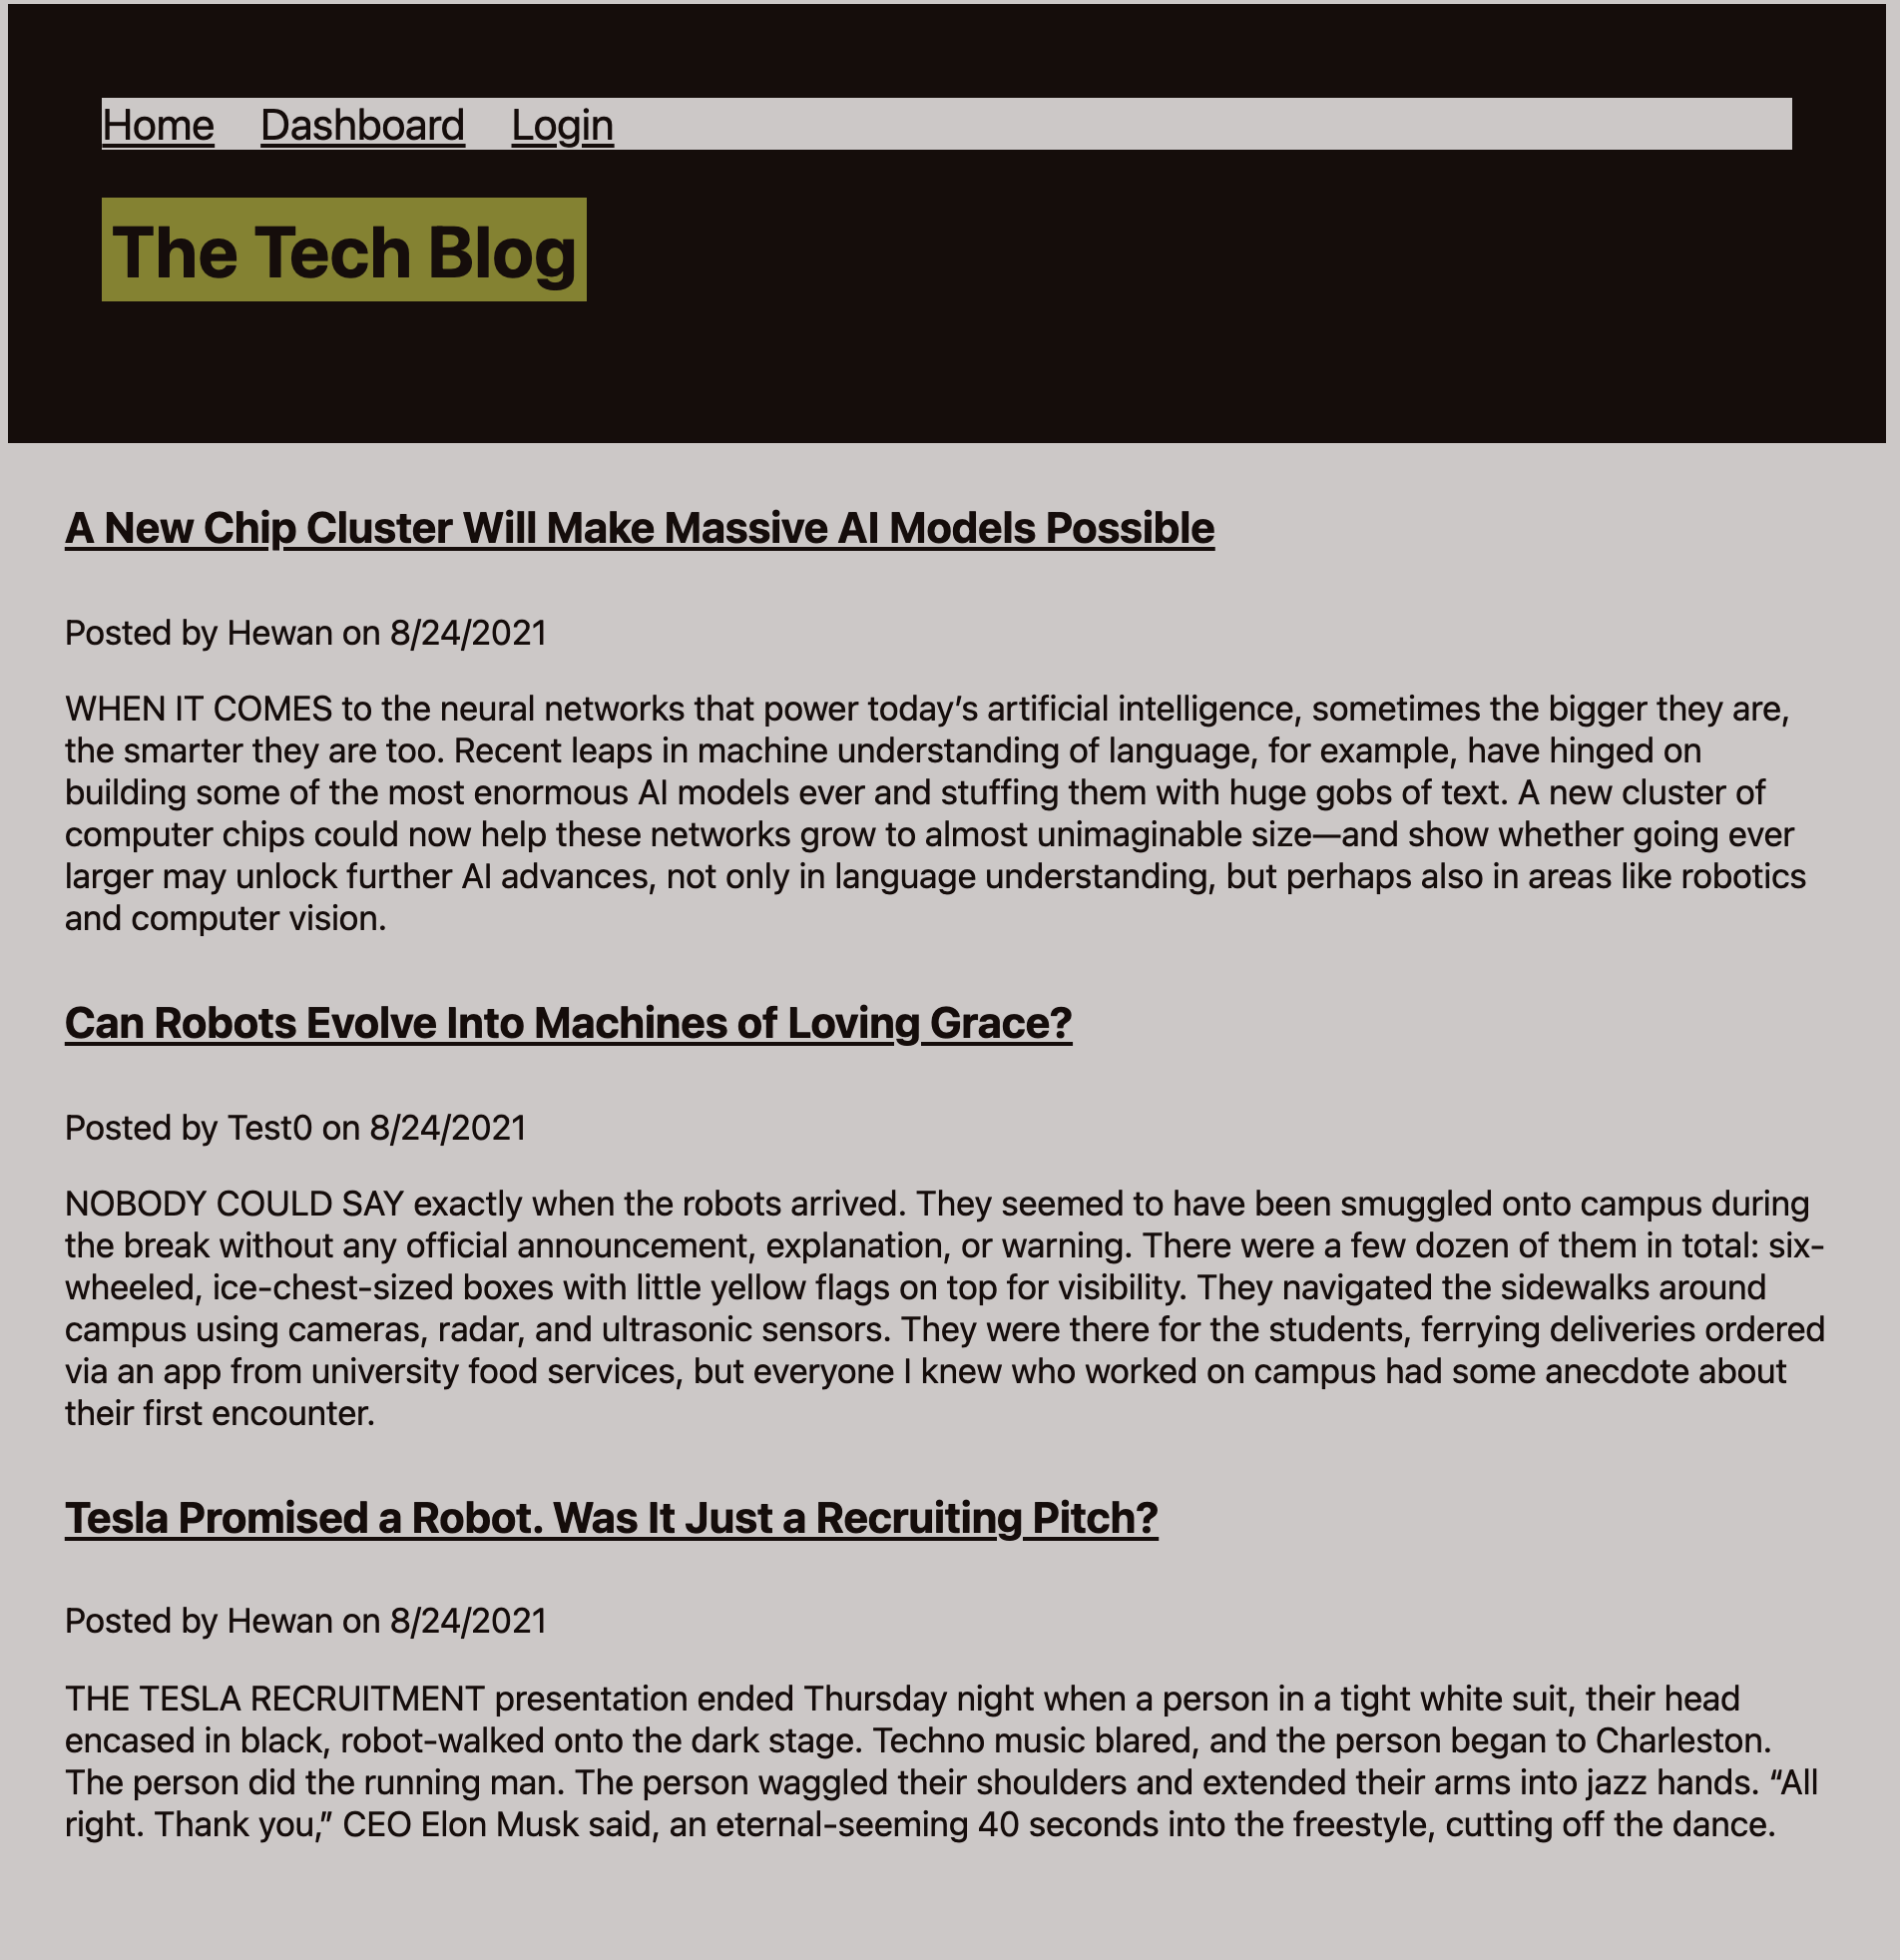 Home Dashboard Login
The Tech Blog
A New Chip Cluster Will Make Massive AI Models Possible
Posted by Hewan on 8/24/2021
WHEN IT COMES to the neural networks that power today’s artificial intelligence, sometimes the bigger they are,
the smarter they are too. Recent leaps in machine understanding of language, for example, have hinged on
building some of the most enormous AI models ever and stuffing them with huge gobs of text. A new cluster of
computer chips could now help these networks grow to almost unimaginable size—and show whether going ever
larger may unlock further AI advances, not only in language understanding, but perhaps also in areas like robotics
and computer vision.
Can Robots Evolve Into Machines of Loving Grace?
Posted by Test0 on 8/24/2021
NOBODY COULD SAY exactly when the robots arrived. They seemed to have been smuggled onto campus during
the break without any official announcement, explanation, or warning. There were a few dozen of them in total: six-
wheeled, ice-chest-sized boxes with little yellow flags on top for visibility. They navigated the sidewalks around
campus using cameras, radar, and ultrasonic sensors. They were there for the students, ferrying deliveries ordered
via an app from university food services, but everyone I knew who worked on campus had some anecdote about
their first encounter.
Tesla Promised a Robot. Was It Just a Recruiting Pitch?
Posted by Hewan on 8/24/2021
THE TESLA RECRUITMENT presentation ended Thursday night when a person in a tight white suit, their head
encased in black, robot-walked onto the dark stage. Techno music blared, and the person began to Charleston.
The person did the running man. The person waggled their shoulders and extended their arms into jazz hands. “All
right. Thank you,” CEO Elon Musk said, an eternal-seeming 40 seconds into the freestyle, cutting off the dance.